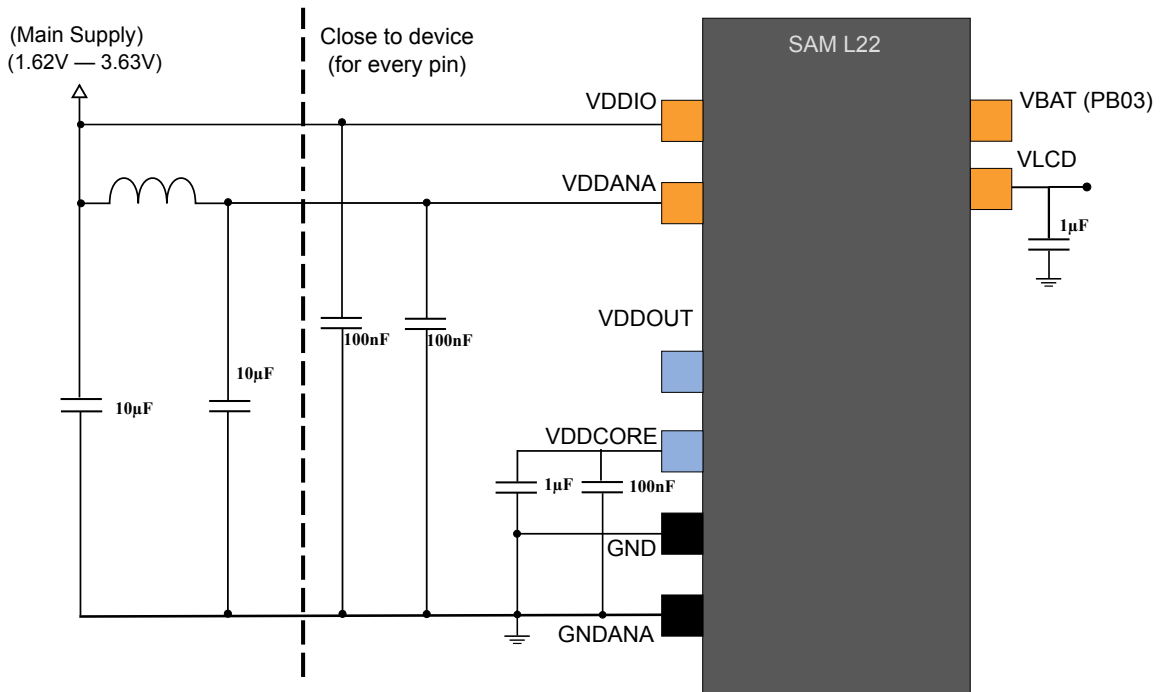 (Main Supply)
(1.62V — 3.63V)
Close to device
(for every pin)
SAM L22
VDDIO
VBAT (PB03)
VDDANA
VLCD
1µF
VDDOUT
100nF
100nF
10µF
10µF
VDDCORE
1µF
100nF
GND
GNDANA